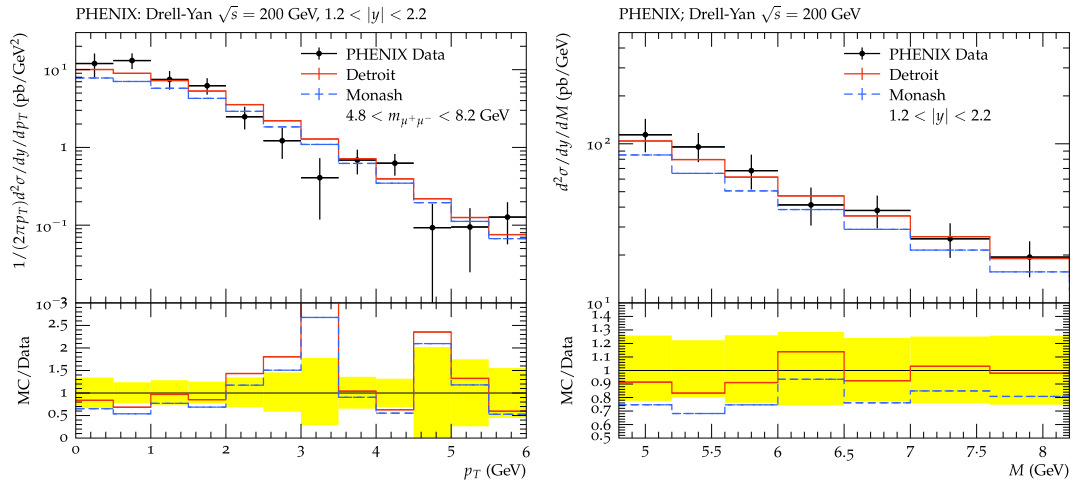 PHENIX: Drell-Yan √s = 200 GeV, 1.2 < |y| < 2.2
1/(2πp_T)d²σ/dy/dp_T (pb/GeV²)
10¹
1
10⁻¹
10⁻²
PHENIX Data
Detroit
Monash
4.8 < m_μ⁺μ⁻ < 8.2 GeV
MC/Data
2.5
2
1.5
1
0.5
0
0 1 2 3 4 5 6
p_T (GeV)
PHENIX; Drell-Yan √s = 200 GeV
d²σ/dy/dM (pb/GeV)
10²
10¹
PHENIX Data
Detroit
Monash
1.2 < |y| < 2.2
MC/Data
1.4
1.3
1.2
1.1
1
0.9
0.8
0.7
0.6
0.5
5 5.5 6 6.5 7 7.5 8
M (GeV)